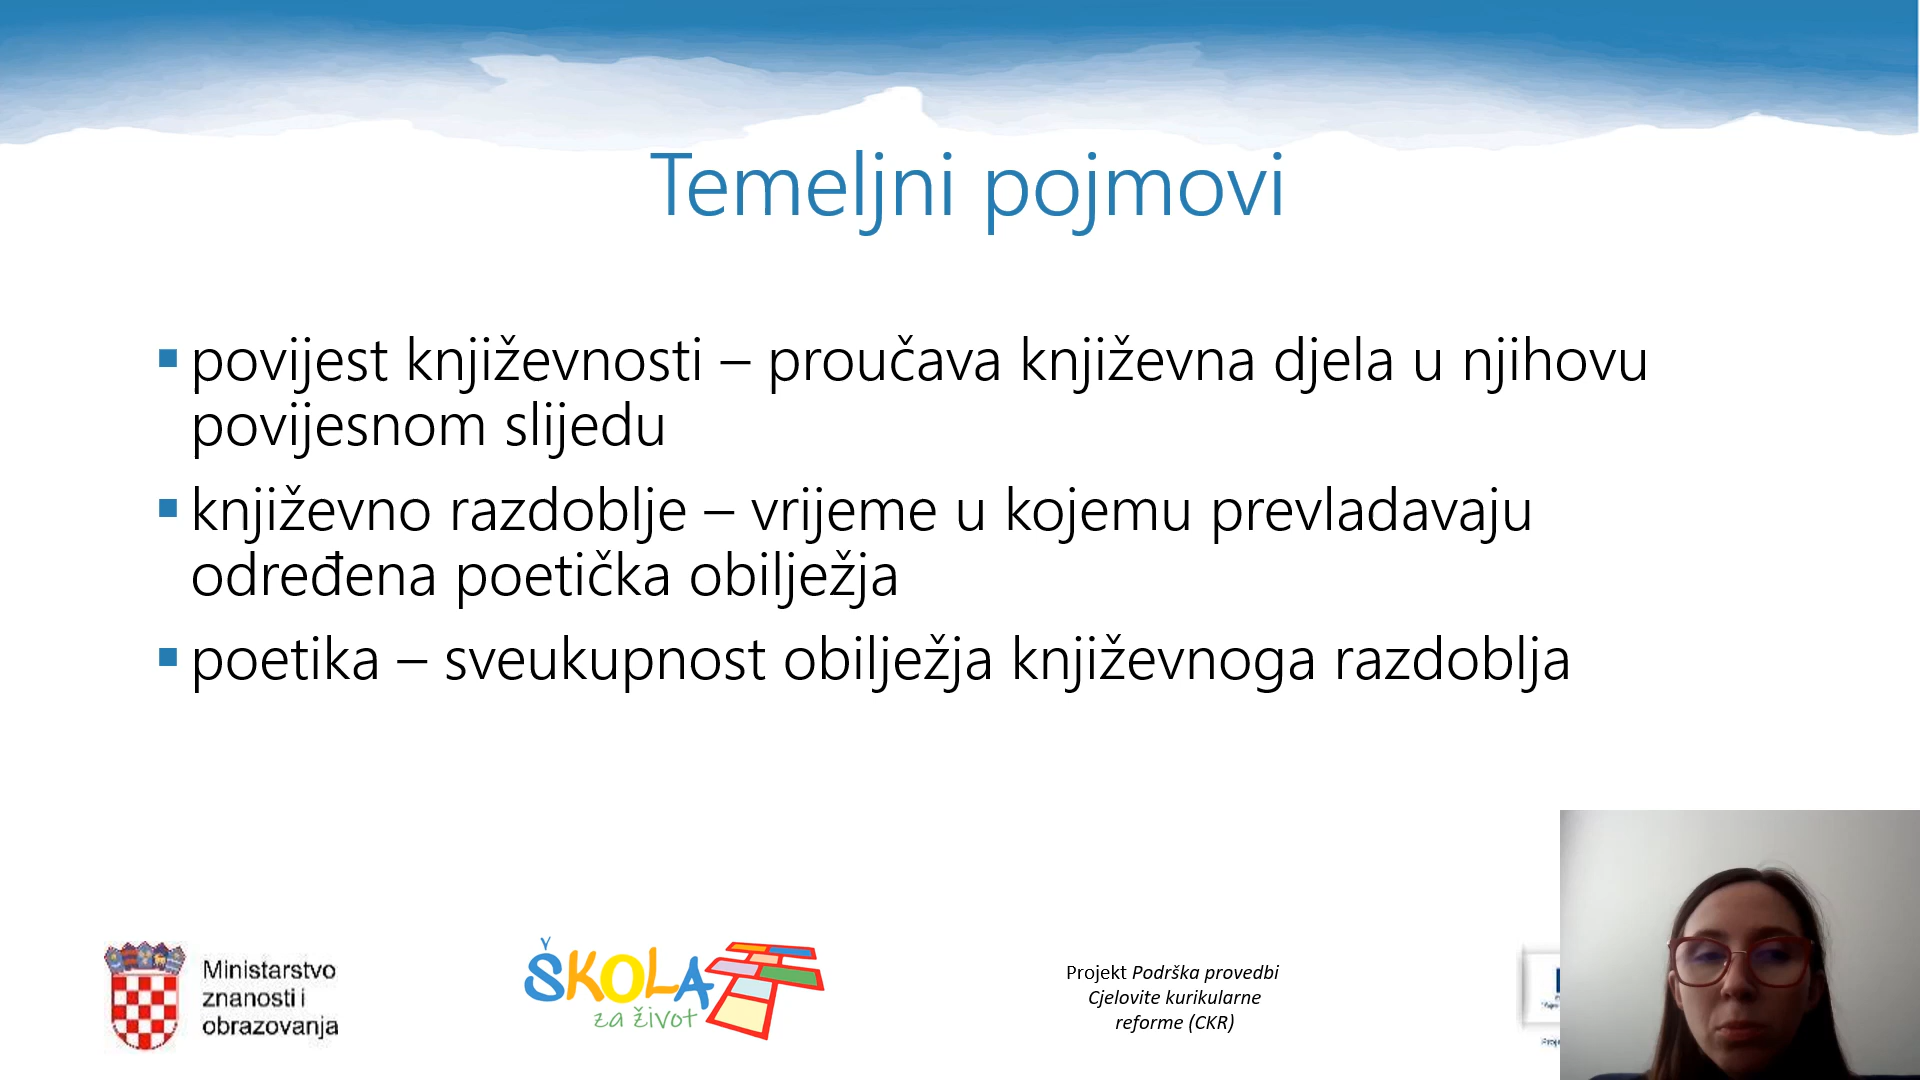 Temeljni pojmovi
povijest književnosti – proučava književna djela u njihovu
povijesnom slijedu
književno razdoblje – vrijeme u kojemu prevladavaju
određena poetička obilježja
poetika – sveukupnost obilježja književnoga razdoblja
Ministarstvo
znanosti i
obrazovanja
ŠKOLA
za život
Projekt Podrška provedbi
Cjelovite kurikularne
reforme (CKR)